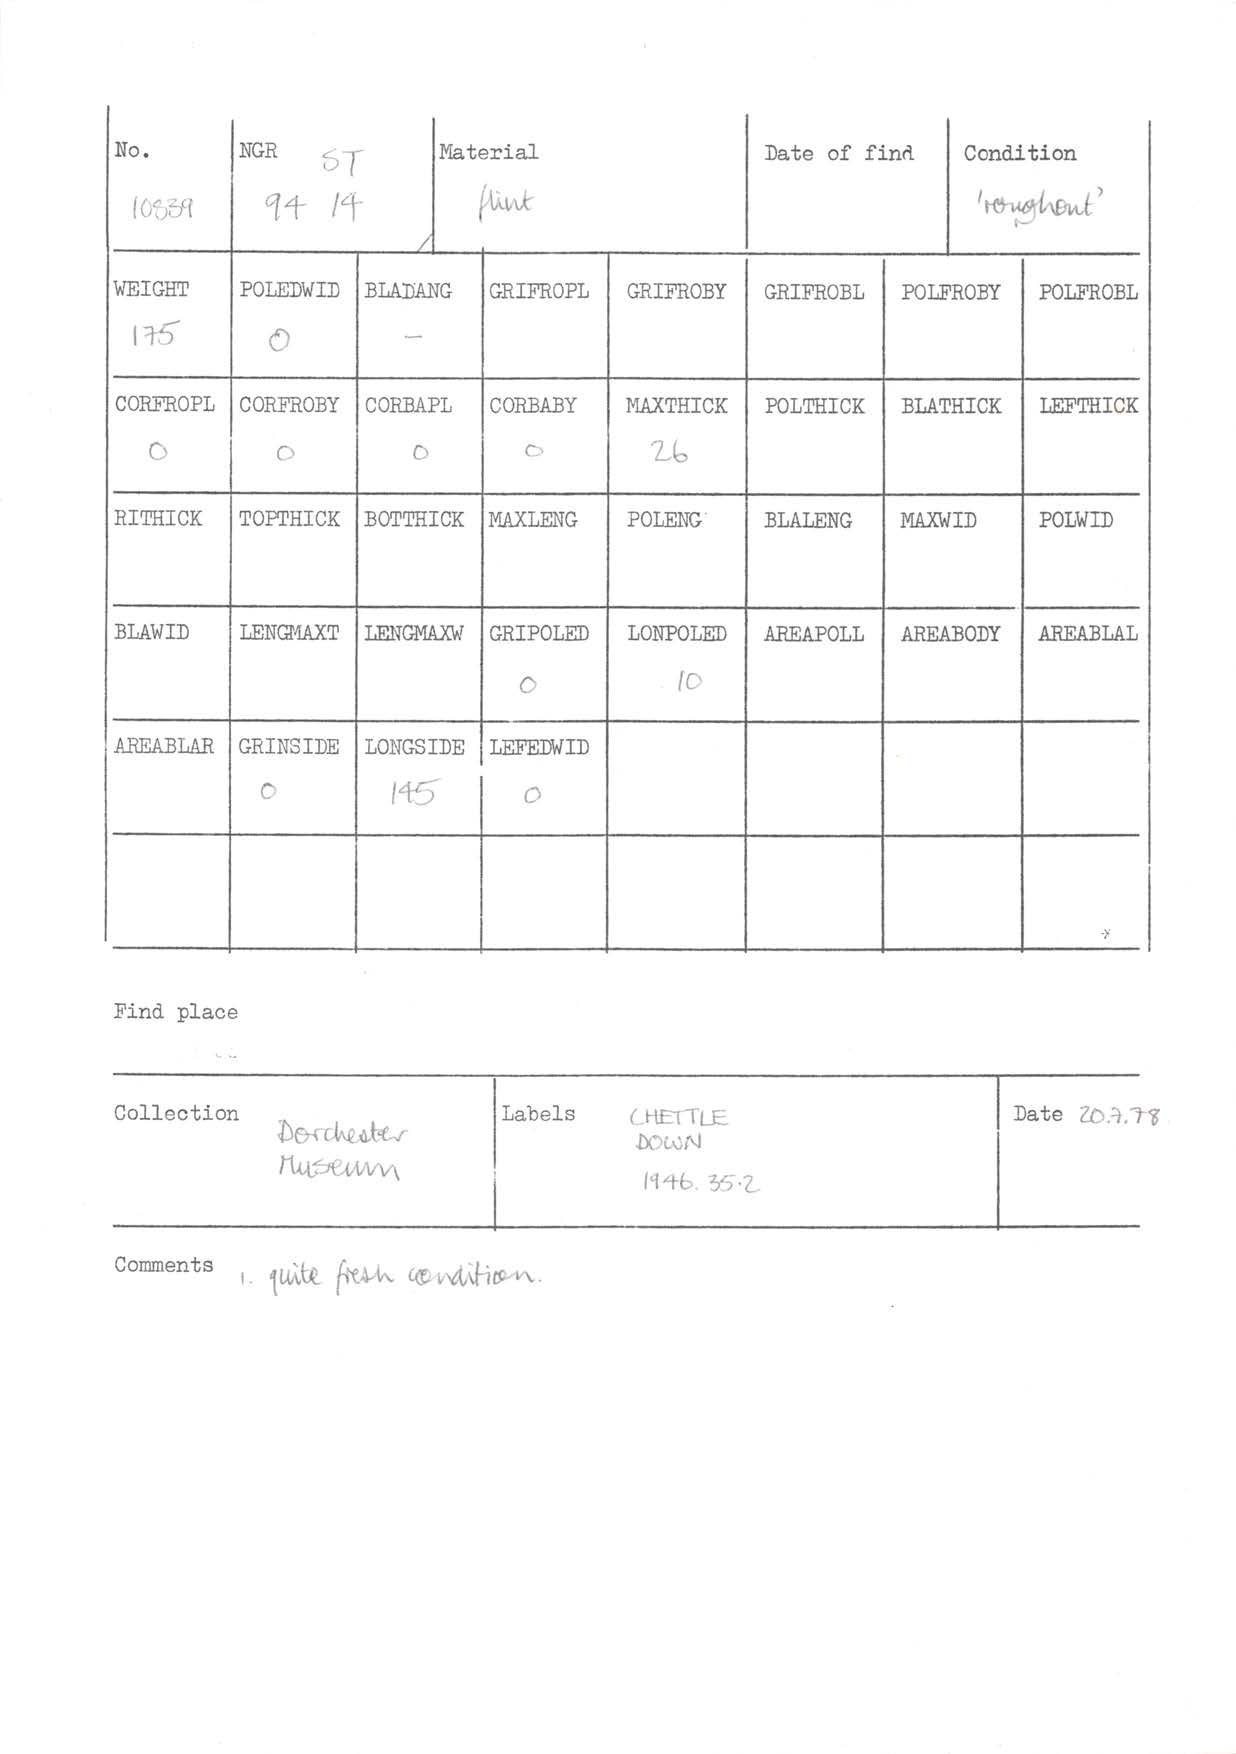 No. NGR ST Material Date of find Condition
10839 94 14 flint 'roughout'
WEIGHT POLEDWID BLADANG GRIFROPL GRIFROBY GRIFROBL POLFROBY POLFROBL
175 0 –
CORFROPL CORFROBY CORBAPL CORBABY MAXTHICK POLTHICK BLATHICK LEFTHICK
0 0 0 0 26
RITHICK TOPTHICK BOTTHICK MAXLENG POLENG BLALENG MAXWID POLWID
BLAWID LENGMAXT LENGMAXW GRIPOLED LONPOLED AREAPOLL AREABODY AREABLAL
0 10
AREABLAR GRINSIDE LONGSIDE LEFEDWID
0 145 0
Find place
Collection Dorchester Museum
Labels CHETTLE
DOWN
1946. 35.2
Date 20.7.78
Comments 1. quite fresh condition.